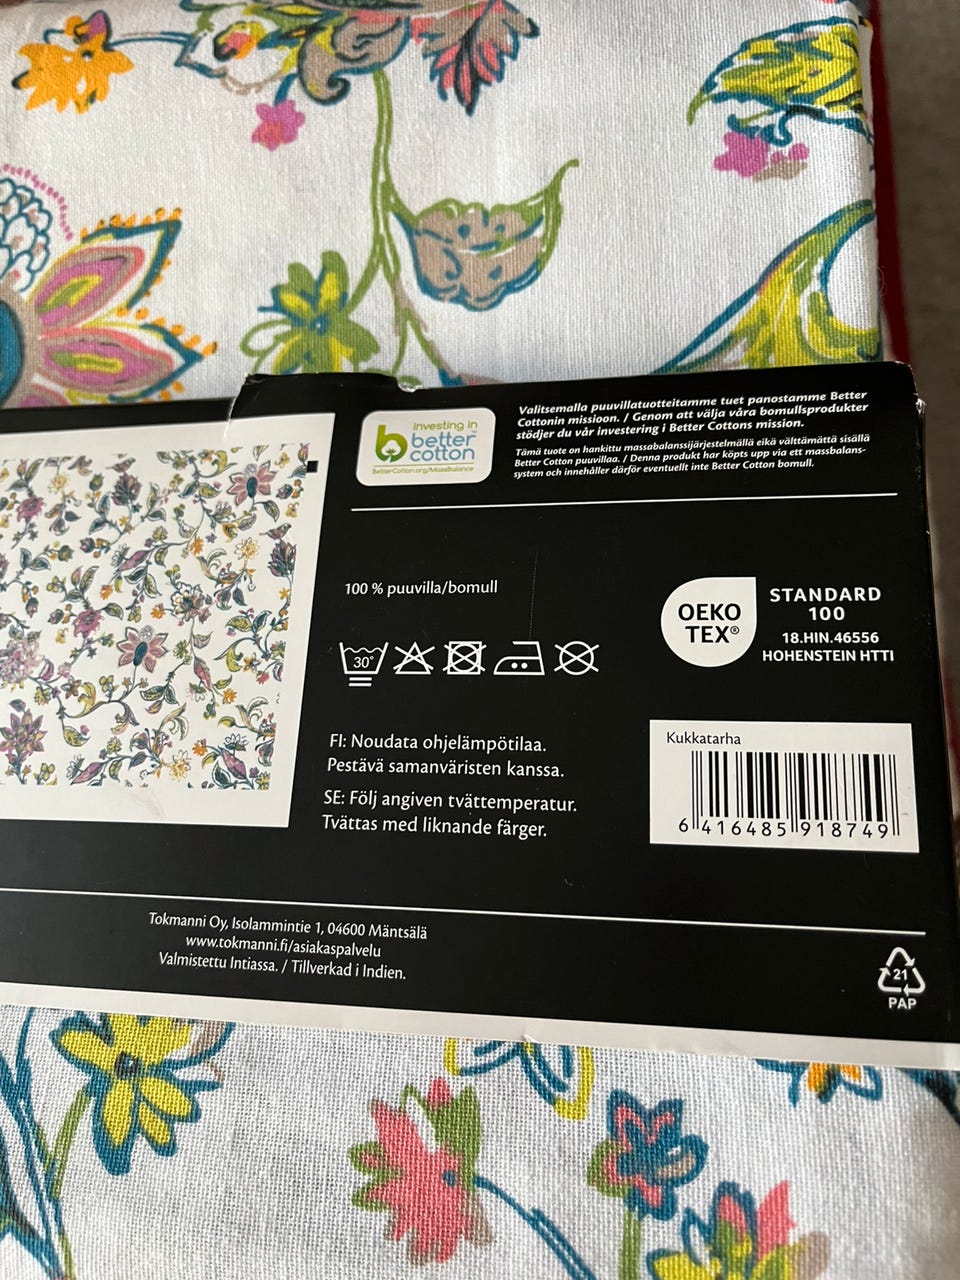 investing in
better
cotton™
BetterCotton.org/MassBalance
Valitsemalla puuvillatuotteitamme tuet panostamme Better
Cottonin missioon. / Genom att välja våra bomullsprodukter
stödjer du vår investering i Better Cottons mission.
Tämä tuote on hankittu massabalanssijärjestelmällä eikä välttämättä sisällä
Better Cotton puuvillaa. / Denna produkt har köpts upp via ett massbalans-
system och innehåller därför eventuellt inte Better Cotton bomull.
100 % puuvilla/bomull
30°
OEKO
TEX®
STANDARD
100
18.HIN.46556
HOHENSTEIN HTTI
FI: Noudata ohjelämpötilaa.
Pestävä samanväristen kanssa.
SE: Följ angiven tvättemperatur.
Tvättas med liknande färger.
Kukkatarha
6 416485 918749
Tokmanni Oy, Isolammintie 1, 04600 Mäntsälä
www.tokmanni.fi/asiakaspalvelu
Valmistettu Intiassa. / Tillverkad i Indien.
21
PAP